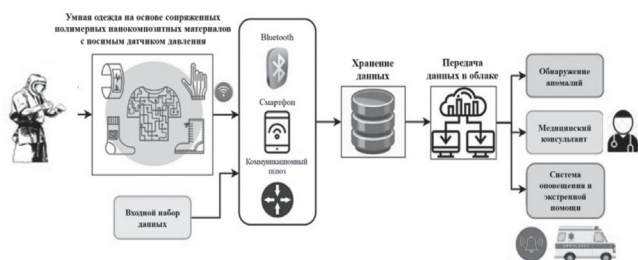 Умная одежда на основе сопряженных
полимерных нанокомпозитных материалов
с носимым датчиком давления
Входной набор
данных
Bluetooth
Смартфон
Коммуникационный
шлюз
Хранение
данных
Передача
данных в облаке
Обнаружение
аномалий
Медицинский
консультант
Система
оповещения и
экстренной
помощи
AMBULANCE